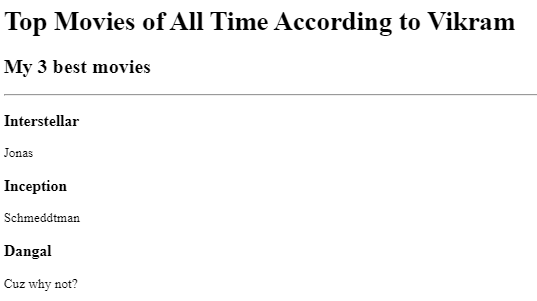 Top Movies of All Time According to Vikram
My 3 best movies
Interstellar
Jonas
Inception
Schmeddtman
Dangal
Cuz why not?